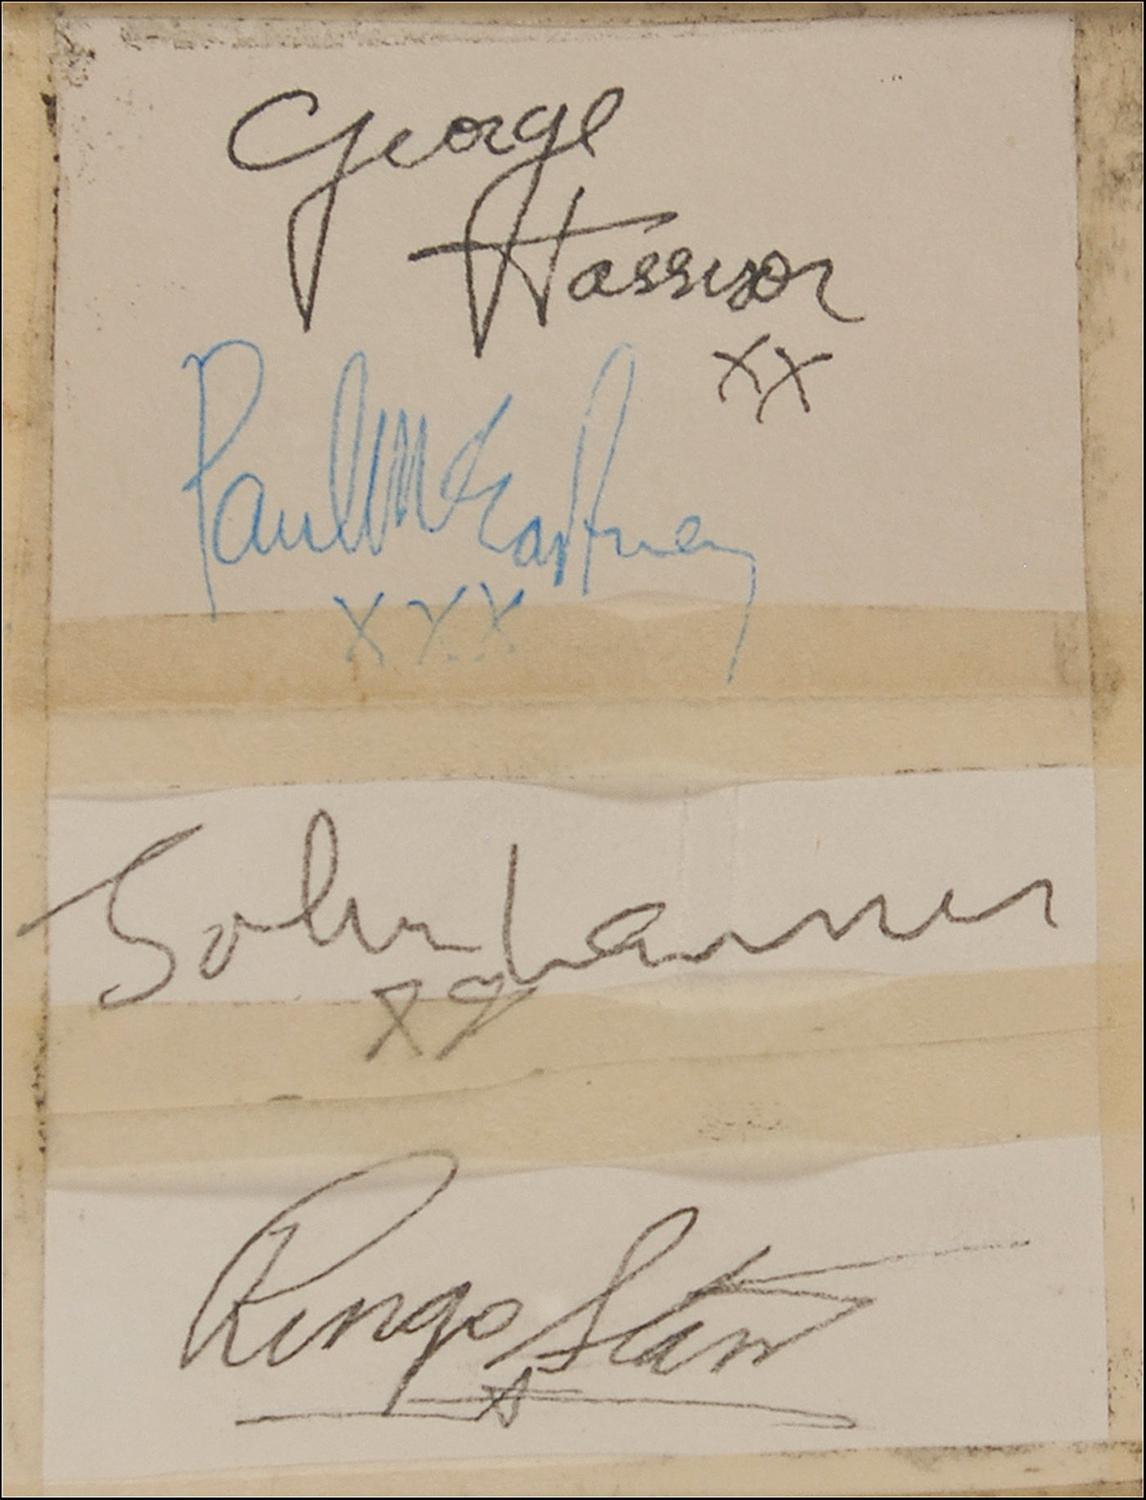 George
Harrison
xx
Paul McCartney
xxx
John Lennon
xx
Ringo Starr